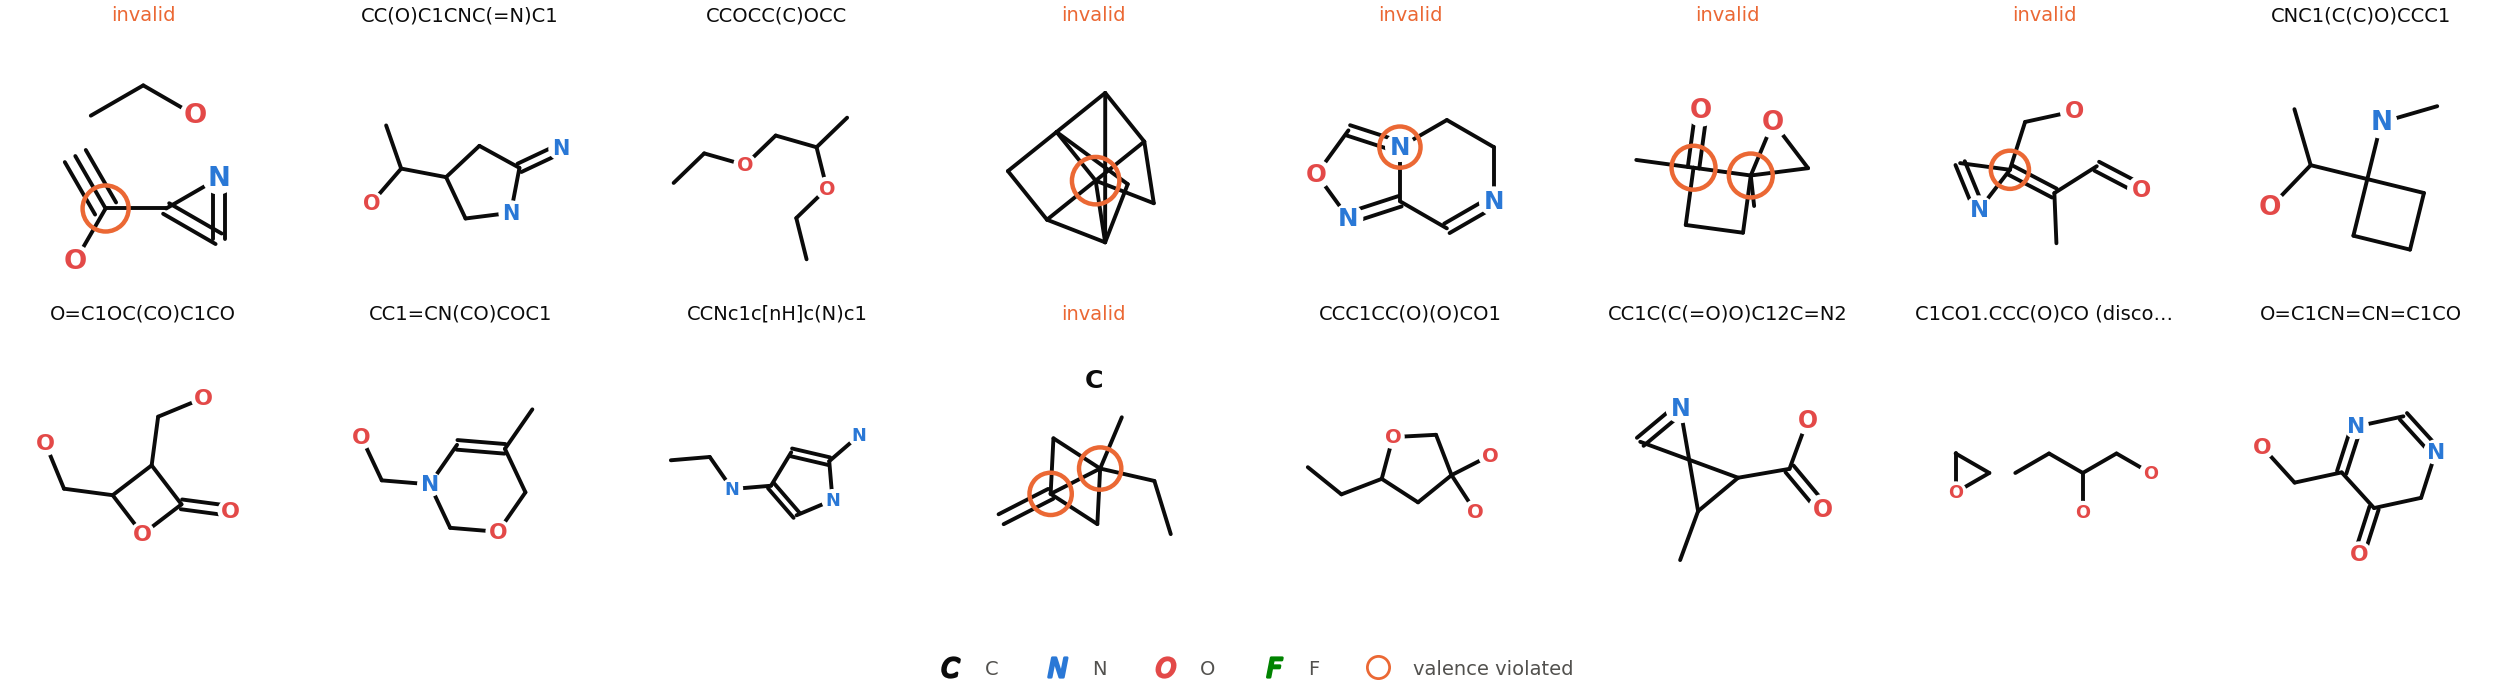 invalid
CC(O)C1CNC(=N)C1
CCOCC(C)OCC
invalid
invalid
invalid
invalid
CNC1(C(C)O)CCC1
O
N
O
N
O
N
O
O
N
O
N
N
O
O
O
N
O
N
O
O=C1OC(CO)C1CO
CC1=CN(CO)COC1
CCNc1c[nH]c(N)c1
invalid
CCC1CC(O)(O)CO1
CC1C(C(=O)O)C12C=N2
C1CO1.CCC(O)CO (disco...
O=C1CN=CN=C1CO
O
O
O
O
O
N
O
N
N
N
C
O
O
O
N
O
O
O
O
O
O
N
N
O
C C N N O O F F valence violated